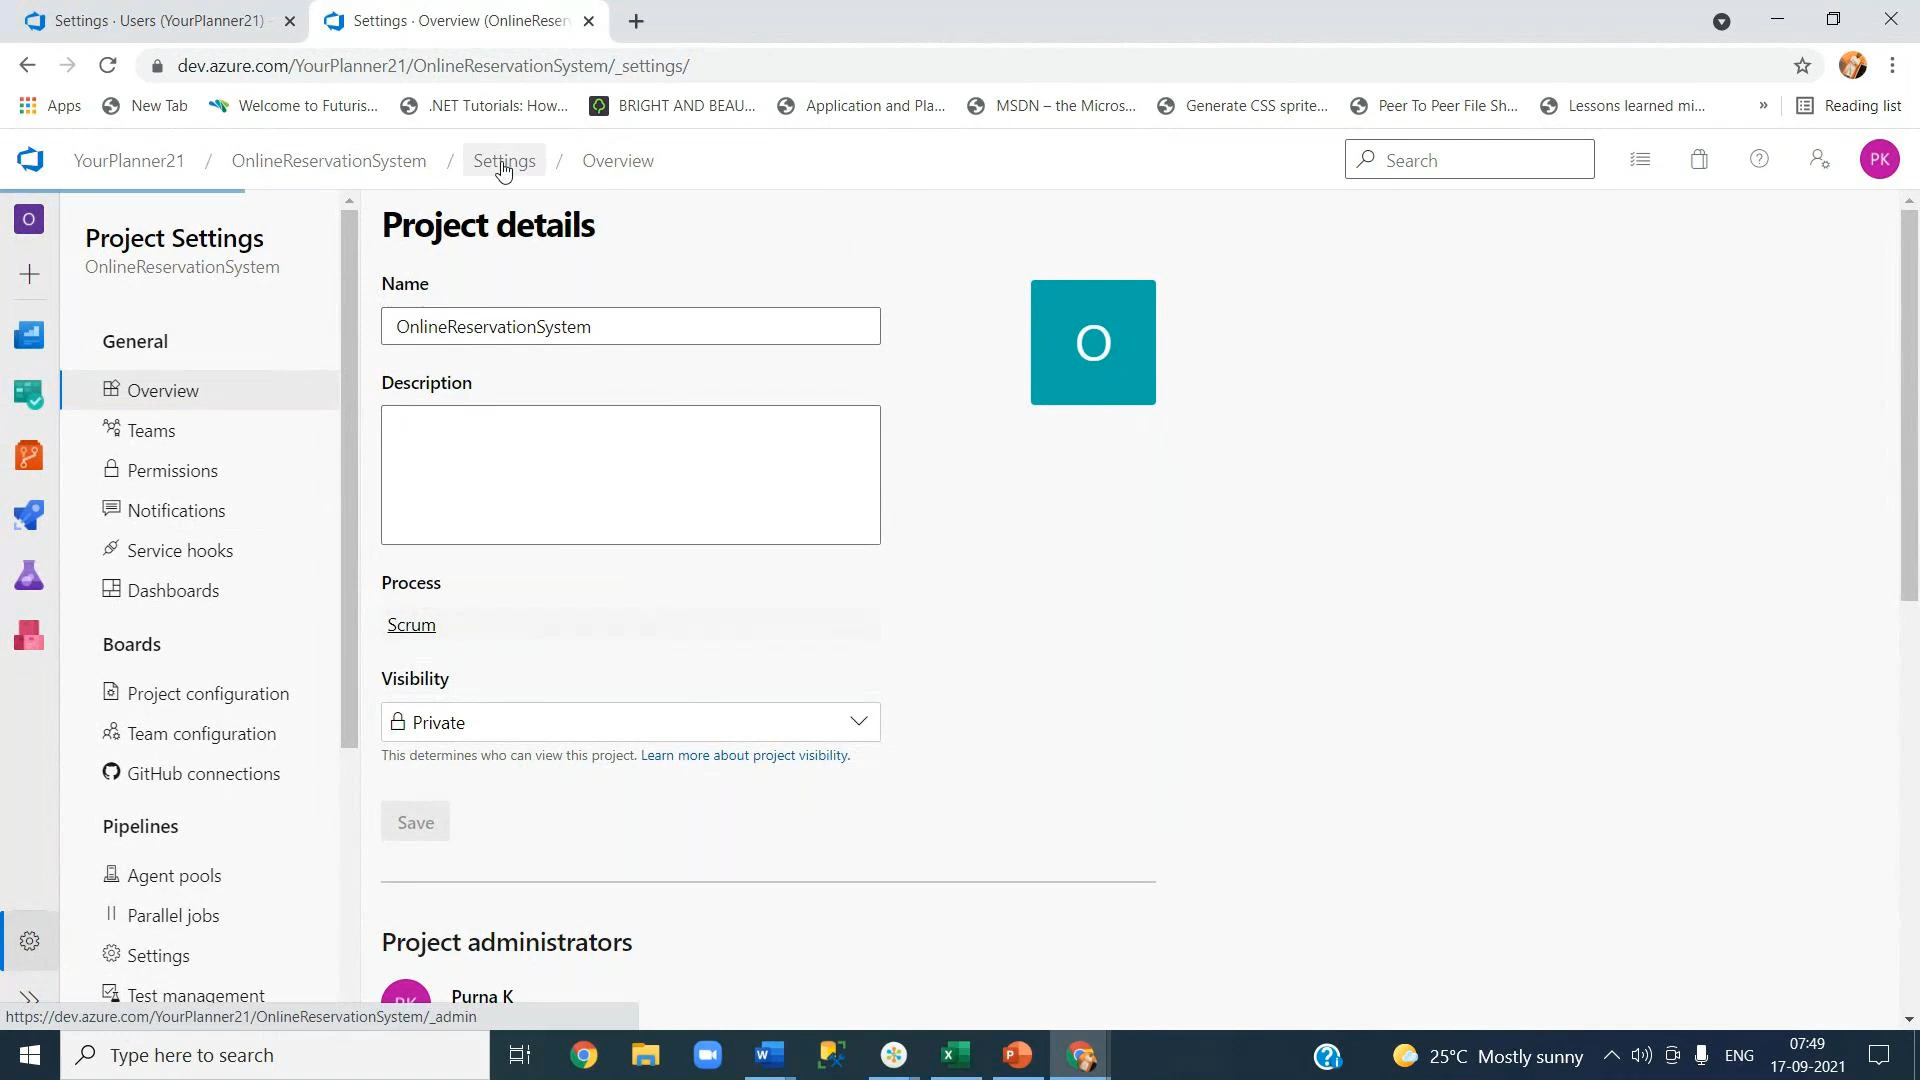 Settings · Users (YourPlanner21)
Settings · Overview (OnlineReser
dev.azure.com/YourPlanner21/OnlineReservationSystem/_settings/
Apps
New Tab
Welcome to Futuris...
.NET Tutorials: How...
BRIGHT AND BEAU...
Application and Pla...
MSDN – the Micros...
Generate CSS sprite...
Peer To Peer File Sh...
Lessons learned mi...
»
Reading list
YourPlanner21 / OnlineReservationSystem / Settings / Overview
Search
PK
O
Project Settings
OnlineReservationSystem
General
Overview
Teams
Permissions
Notifications
Service hooks
Dashboards
Boards
Project configuration
Team configuration
GitHub connections
Pipelines
Agent pools
Parallel jobs
Settings
Test management
Project details
Name
OnlineReservationSystem
O
Description
Process
Scrum
Visibility
Private
This determines who can view this project. Learn more about project visibility.
Save
Project administrators
PK
Purna K
https://dev.azure.com/YourPlanner21/OnlineReservationSystem/_admin
Type here to search
25°C Mostly sunny
ENG
07:49
17-09-2021